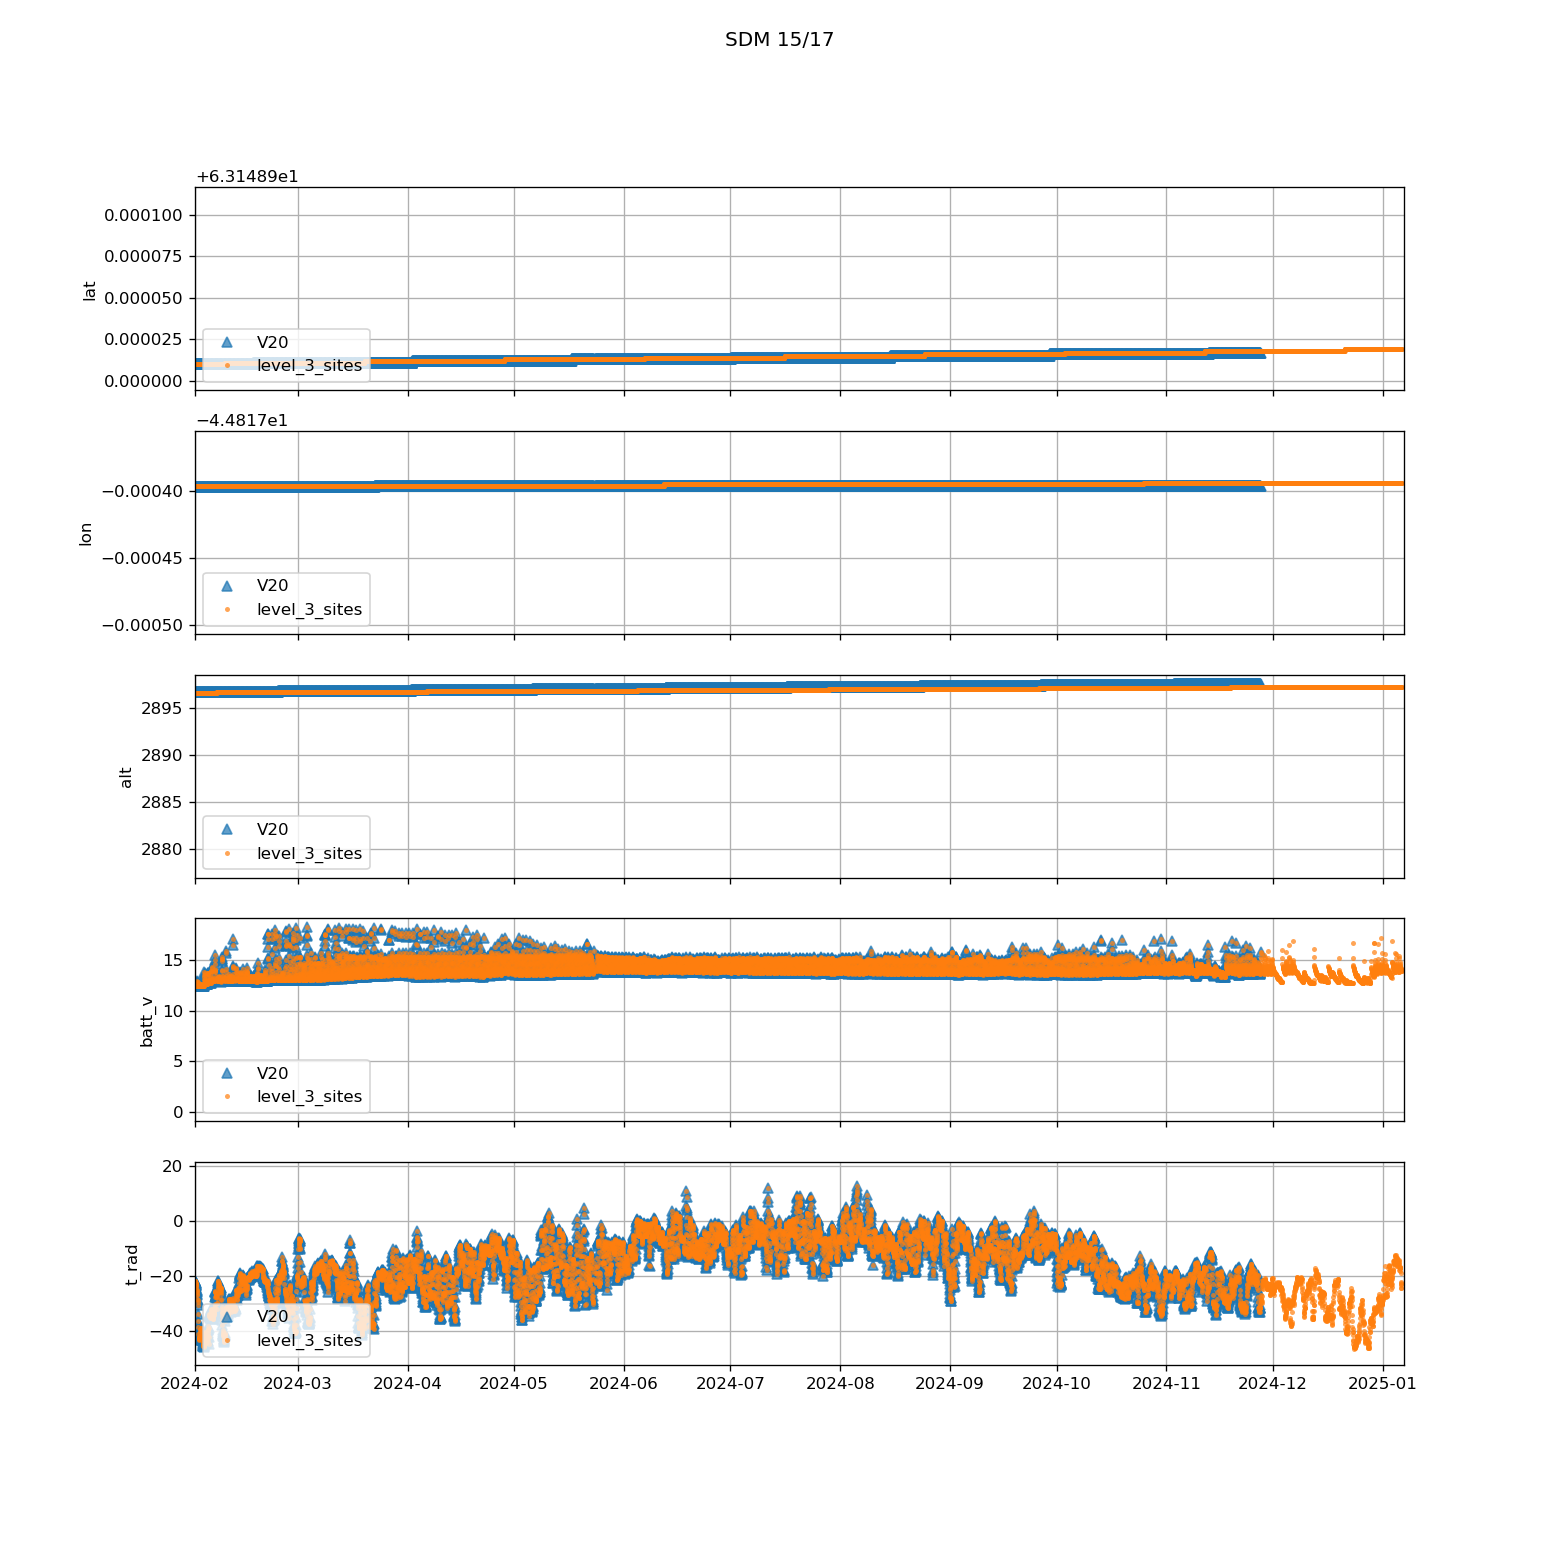 SDM 15/17
+6.31489e1
0.000100
0.000075
0.000050
0.000025
0.000000
lat
V20
level_3_sites
−4.4817e1
−0.00040
−0.00045
−0.00050
lon
V20
level_3_sites
2895
2890
2885
2880
alt
V20
level_3_sites
15
10
5
0
batt_v
V20
level_3_sites
20
0
−20
−40
t_rad
V20
level_3_sites
2024-02 2024-03 2024-04 2024-05 2024-06 2024-07 2024-08 2024-09 2024-10 2024-11 2024-12 2025-01